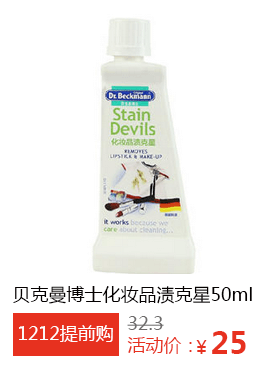 Dr. Beckmann
Stain
Devils
化妆品渍克星
REMOVES
LIPSTICK & MAKE-UP
it works because we
care about cleaning...
贝克曼博士化妆品渍克星50ml
1212提前购
32.3
活动价：¥ 25